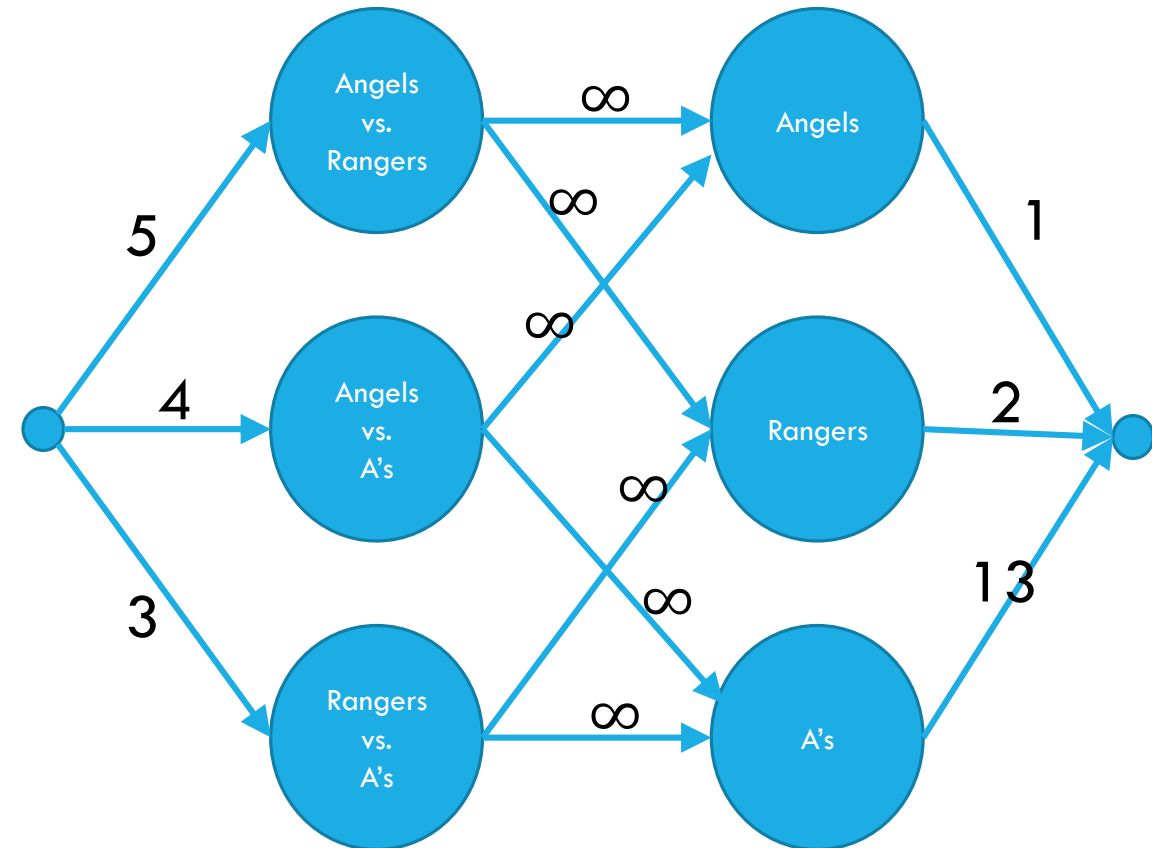 Angels
vs.
Rangers
∞
Angels
5
∞
1
∞
4
Angels
vs.
A's
Rangers
2
∞
3
∞
13
Rangers
vs.
A's
∞
A's